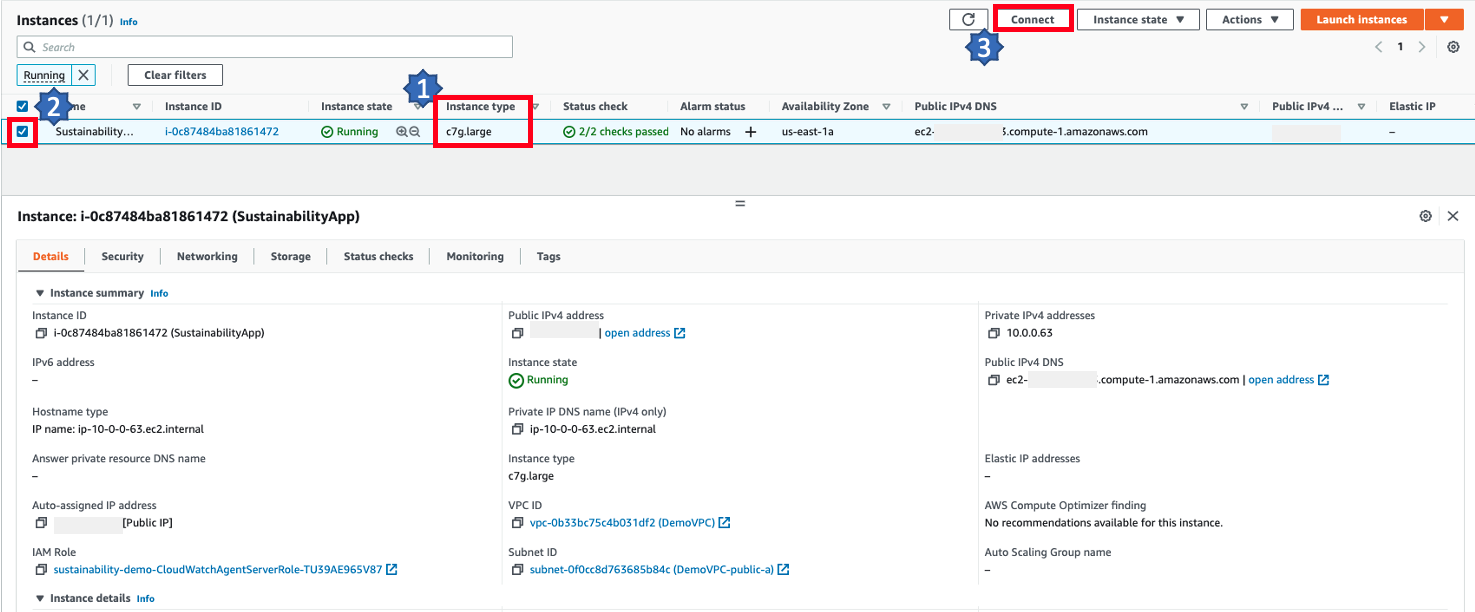 Instances (1/1) Info
Connect
Instance state
Actions
Launch instances
3
Search
1
Running
Clear filters
1
2
me
Instance ID
Instance state
Instance type
Status check
Alarm status
Availability Zone
Public IPv4 DNS
Public IPv4 ...
Elastic IP
Sustainability... i-0c87484ba81861472 Running c7g.large 2/2 checks passed No alarms + us-east-1a ec2- .compute-1.amazonaws.com –
Instance: i-0c87484ba81861472 (SustainabilityApp)
Details Security Networking Storage Status checks Monitoring Tags
Instance summary Info
Instance ID
i-0c87484ba81861472 (SustainabilityApp)
Public IPv4 address
| open address
Private IPv4 addresses
10.0.0.63
IPv6 address
–
Instance state
Running
Public IPv4 DNS
ec2- .compute-1.amazonaws.com | open address
Hostname type
IP name: ip-10-0-0-63.ec2.internal
Private IP DNS name (IPv4 only)
ip-10-0-0-63.ec2.internal
Answer private resource DNS name
–
Instance type
c7g.large
Elastic IP addresses
–
Auto-assigned IP address
[Public IP]
VPC ID
vpc-0b33bc75c4b031df2 (DemoVPC)
AWS Compute Optimizer finding
No recommendations available for this instance.
IAM Role
sustainability-demo-CloudWatchAgentServerRole-TU39AE965V87
Subnet ID
subnet-0f0cc8d763685b84c (DemoVPC-public-a)
Auto Scaling Group name
–
Instance details Info